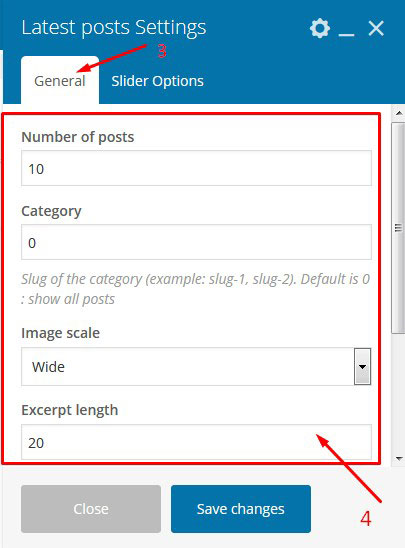 Latest posts Settings
3
General Slider Options
Number of posts
10
Category
0
Slug of the category (example: slug-1, slug-2). Default is 0
: show all posts
Image scale
Wide
Excerpt length
20
Close Save changes
4